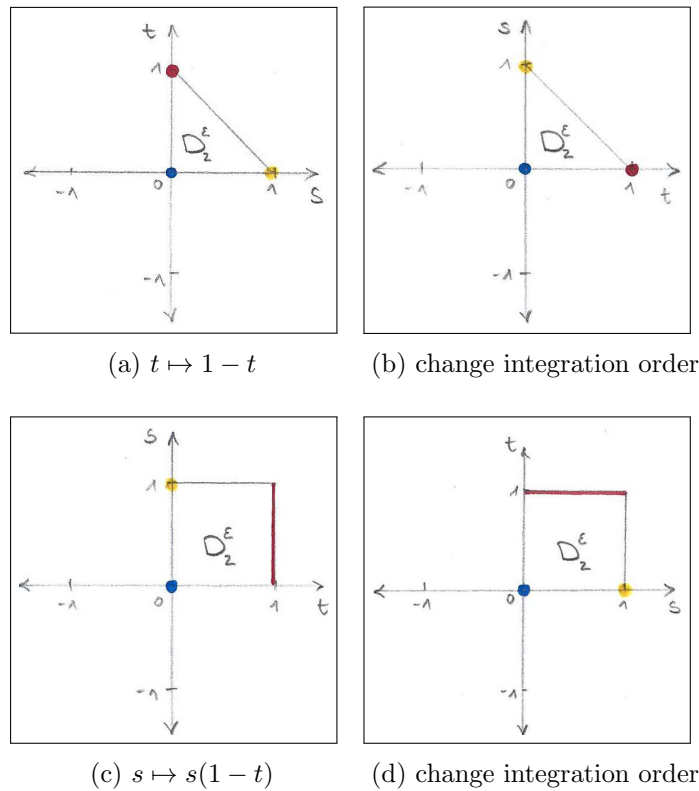 t s
1 1
D₂^ε D₂^ε
-1 0 1 s -1 0 1 t
-1 -1
(a) t ↦ 1 − t (b) change integration order
s t
1 1
D₂^ε D₂^ε
-1 0 1 t -1 0 1 s
-1 -1
(c) s ↦ s(1 − t) (d) change integration order